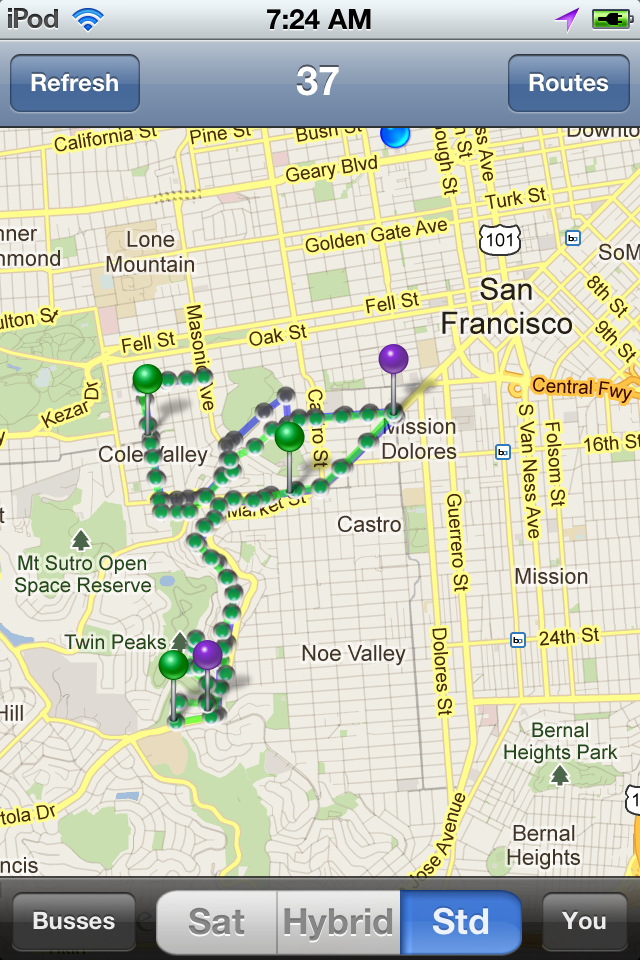 iPod
7:24 AM
Refresh
37
Routes
California St
Pine St
Bush St
Downto
Geary Blvd
ough St
ss Ave
Turk St
nner
hmond
Lone
Mountain
Golden Gate Ave
101
SoM
San
Francisco
8th St
9th St
ulton St
Fell St
Oak St
Fell St
Masonic Ave
Central Fwy
Kezar Dr
Castro St
Mission
Dolores
Cole Valley
S Van Ness Ave
Folsom St
16th St
Market St
Castro
Guerrero St
Mt Sutro Open
Space Reserve
Mission
Twin Peaks
Noe Valley
Dolores St
24th St
Hill
Bernal
Heights Park
tola Dr
1
Jose Avenue
Bernal
Heights
ncis
Busses
Sat
Hybrid
Std
You